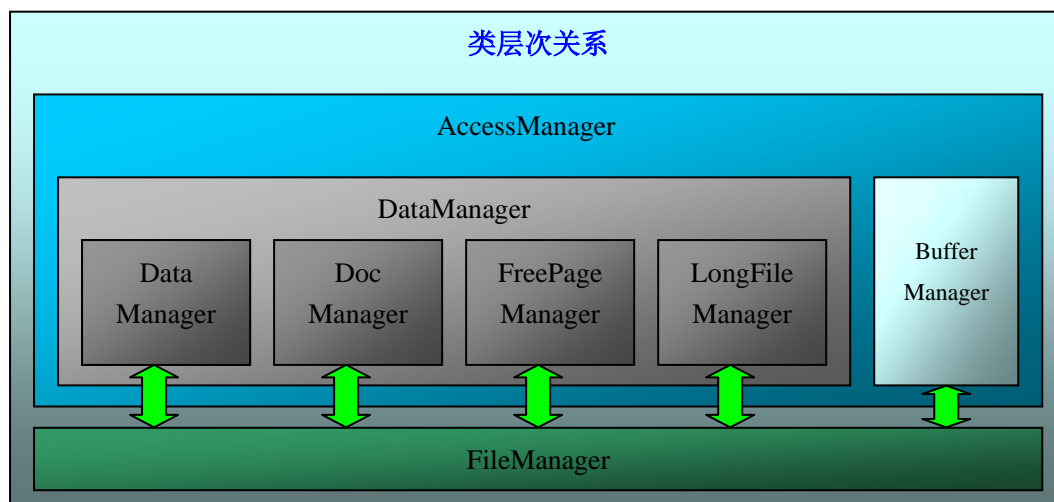 类层次关系
AccessManager
DataManager
Data
Manager
Doc
Manager
FreePage
Manager
LongFile
Manager
Buffer
Manager
FileManager